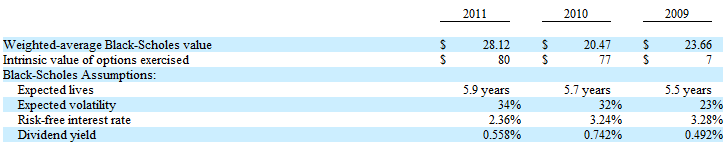 2011 2010 2009
Weighted-average Black-Scholes value $ 28.12 $ 20.47 $ 23.66
Intrinsic value of options exercised $ 80 $ 77 $ 7
Black-Scholes Assumptions:
Expected lives 5.9 years 5.7 years 5.5 years
Expected volatility 34% 32% 23%
Risk-free interest rate 2.36% 3.24% 3.28%
Dividend yield 0.558% 0.742% 0.492%